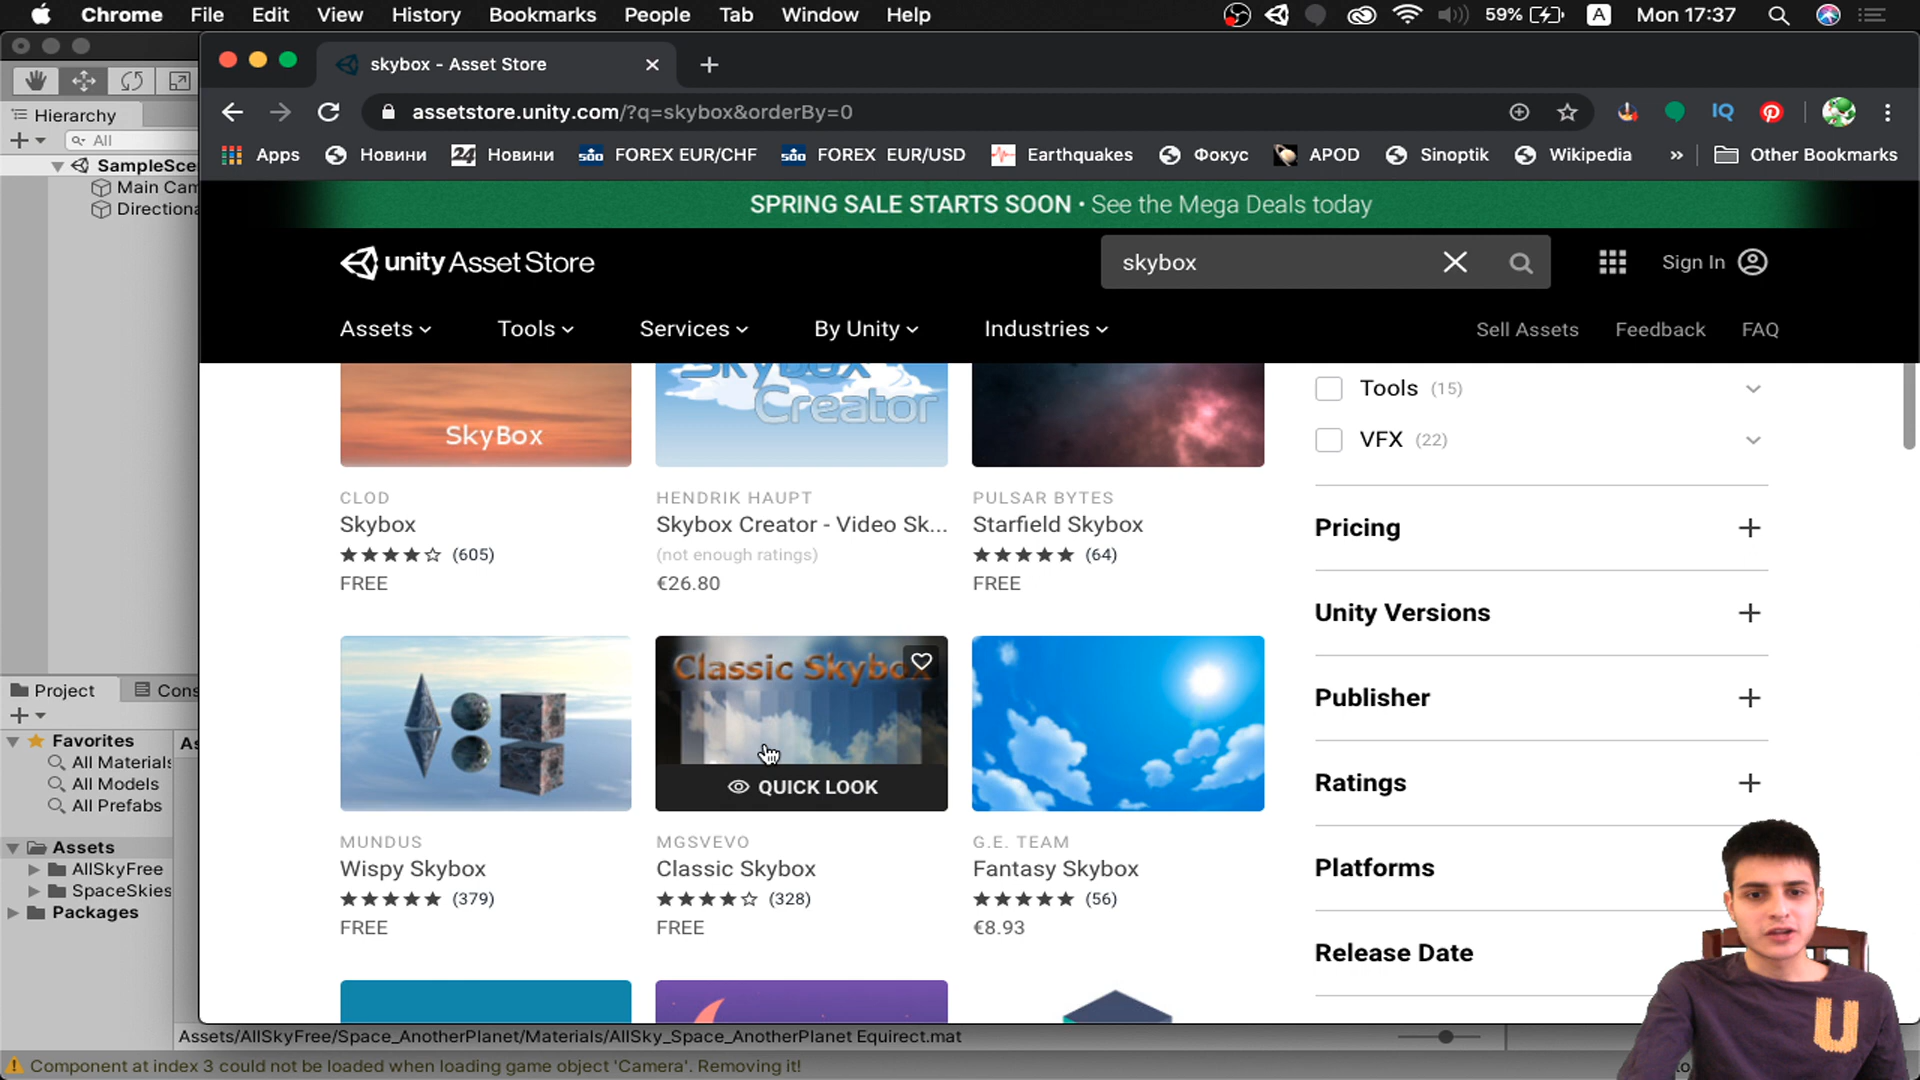 Chrome File Edit View History Bookmarks People Tab Window Help 59% A Mon 17:37
skybox - Asset Store
assetstore.unity.com/?q=skybox&orderBy=0
Apps Новини 24 Новини FOREX EUR/CHF FOREX EUR/USD Earthquakes Фокус APOD Sinoptik Wikipedia » Other Bookmarks
SPRING SALE STARTS SOON • See the Mega Deals today
unity Asset Store
skybox
Sign In
Assets Tools Services By Unity Industries Sell Assets Feedback FAQ
Hierarchy
All
SampleSce
Main Cam
Directiona
SkyBox
Skybox Creator
Tools (15)
VFX (22)
CLOD
Skybox
(605)
FREE
HENDRIK HAUPT
Skybox Creator - Video Sk...
(not enough ratings)
€26.80
PULSAR BYTES
Starfield Skybox
(64)
FREE
Classic Skybox
QUICK LOOK
MUNDUS
Wispy Skybox
(379)
FREE
MGSVEVO
Classic Skybox
(328)
FREE
G.E. TEAM
Fantasy Skybox
(56)
€8.93
Pricing
Unity Versions
Publisher
Ratings
Platforms
Release Date
Project Cons
Favorites
All Materials
All Models
All Prefabs
As
Assets
AllSkyFree
SpaceSkies
Packages
Assets/AllSkyFree/Space_AnotherPlanet/Materials/AllSky_Space_AnotherPlanet Equirect.mat
Component at index 3 could not be loaded when loading game object 'Camera'. Removing it!
U